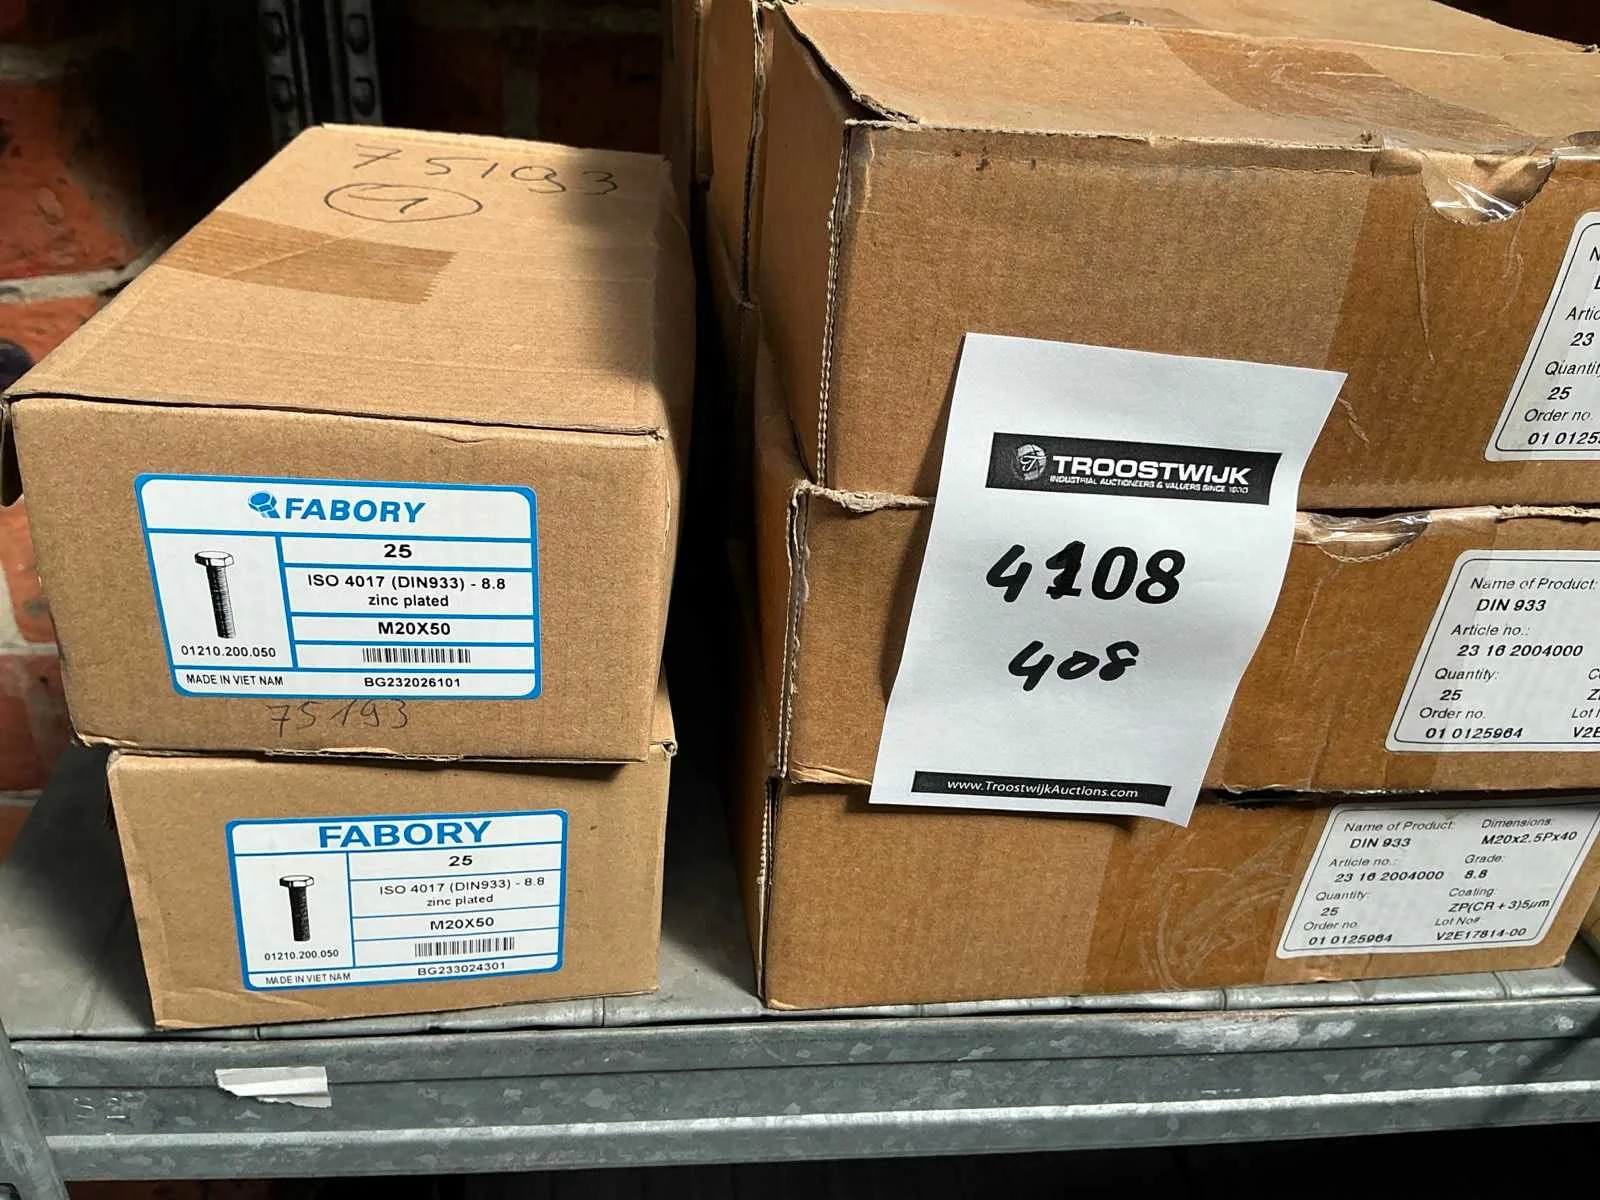 75193
1
FABORY
25
ISO 4017 (DIN933) - 8.8
zinc plated
M20X50
01210.200.050
MADE IN VIET NAM
BG232026101
75193
FABORY
25
ISO 4017 (DIN933) - 8.8
zinc plated
M20X50
01210.200.050
MADE IN VIET NAM
BG233024301
TROOSTWIJK
INDUSTRIAL AUCTIONEERS & VALUERS SINCE 1930
4108
408
www.TroostwijkAuctions.com
23
25
Order no.
Name of Product:
DIN 933
Article no.:
23 16 2004000
Quantity:
25
Order no.
01 0125964
Name of Product: Dimensions:
DIN 933 M20x2.5Px40
Article no.: Grade:
23 16 2004000 8.8
Quantity: Coating:
25 ZP(CR+3)5µm
Order no Lot No#:
01 0125964 V2E17814-00